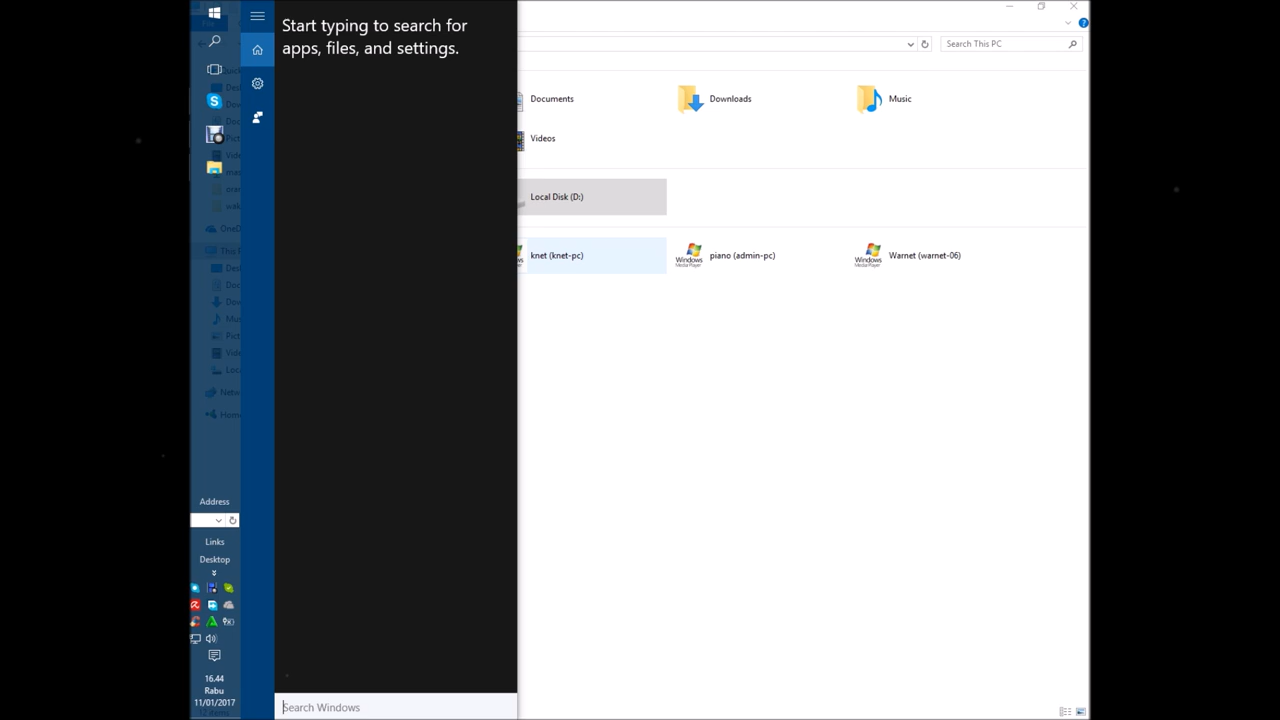 Start typing to search for
apps, files, and settings.
Search This PC
Documents
Downloads
Music
Videos
Local Disk (D:)
knet (knet-pc)
piano (admin-pc)
Warnet (warnet-06)
Address
Links
Desktop
16.44
Rabu
11/01/2017
Search Windows